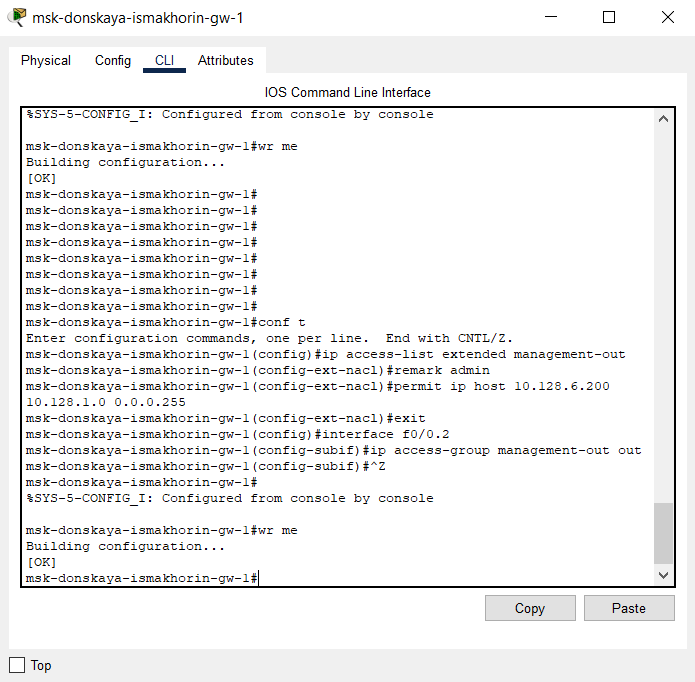 msk-donskaya-ismakhorin-gw-1
Physical Config CLI Attributes
IOS Command Line Interface
%SYS-5-CONFIG_I: Configured from console by console
msk-donskaya-ismakhorin-gw-1#wr me
Building configuration...
[OK]
msk-donskaya-ismakhorin-gw-1#
msk-donskaya-ismakhorin-gw-1#
msk-donskaya-ismakhorin-gw-1#
msk-donskaya-ismakhorin-gw-1#
msk-donskaya-ismakhorin-gw-1#
msk-donskaya-ismakhorin-gw-1#
msk-donskaya-ismakhorin-gw-1#
msk-donskaya-ismakhorin-gw-1#
msk-donskaya-ismakhorin-gw-1#conf t
Enter configuration commands, one per line.  End with CNTL/Z.
msk-donskaya-ismakhorin-gw-1(config)#ip access-list extended management-out
msk-donskaya-ismakhorin-gw-1(config-ext-nacl)#remark admin
msk-donskaya-ismakhorin-gw-1(config-ext-nacl)#permit ip host 10.128.6.200
10.128.1.0 0.0.0.255
msk-donskaya-ismakhorin-gw-1(config-ext-nacl)#exit
msk-donskaya-ismakhorin-gw-1(config)#interface f0/0.2
msk-donskaya-ismakhorin-gw-1(config-subif)#ip access-group management-out out
msk-donskaya-ismakhorin-gw-1(config-subif)#^Z
msk-donskaya-ismakhorin-gw-1#
%SYS-5-CONFIG_I: Configured from console by console
msk-donskaya-ismakhorin-gw-1#wr me
Building configuration...
[OK]
msk-donskaya-ismakhorin-gw-1#
Copy Paste
Top